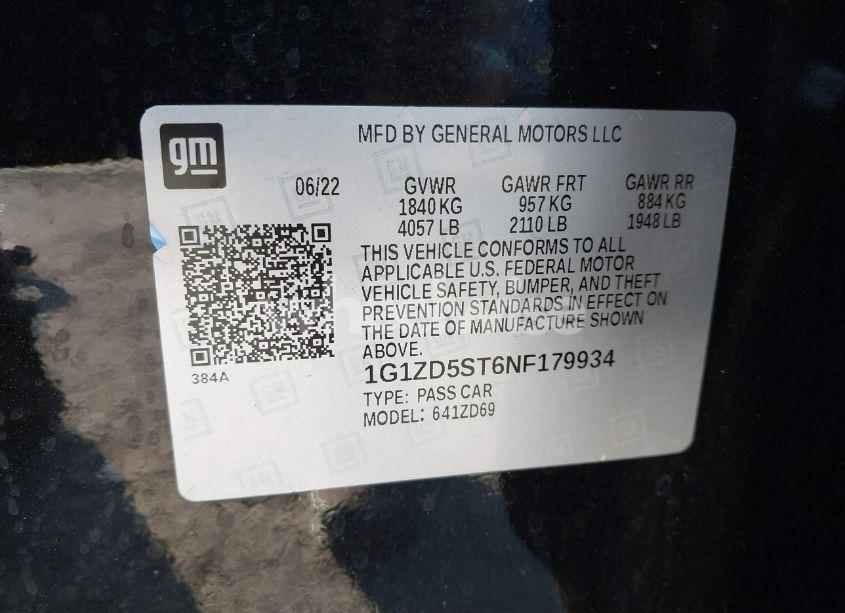 gm
MFD BY GENERAL MOTORS LLC
06/22 GVWR GAWR FRT GAWR RR
1840 KG 957 KG 884 KG
4057 LB 2110 LB 1948 LB
THIS VEHICLE CONFORMS TO ALL
APPLICABLE U.S. FEDERAL MOTOR
VEHICLE SAFETY, BUMPER, AND THEFT
PREVENTION STANDARDS IN EFFECT ON
THE DATE OF MANUFACTURE SHOWN
ABOVE.
384A
1G1ZD5ST6NF179934
TYPE: PASS CAR
MODEL: 641ZD69